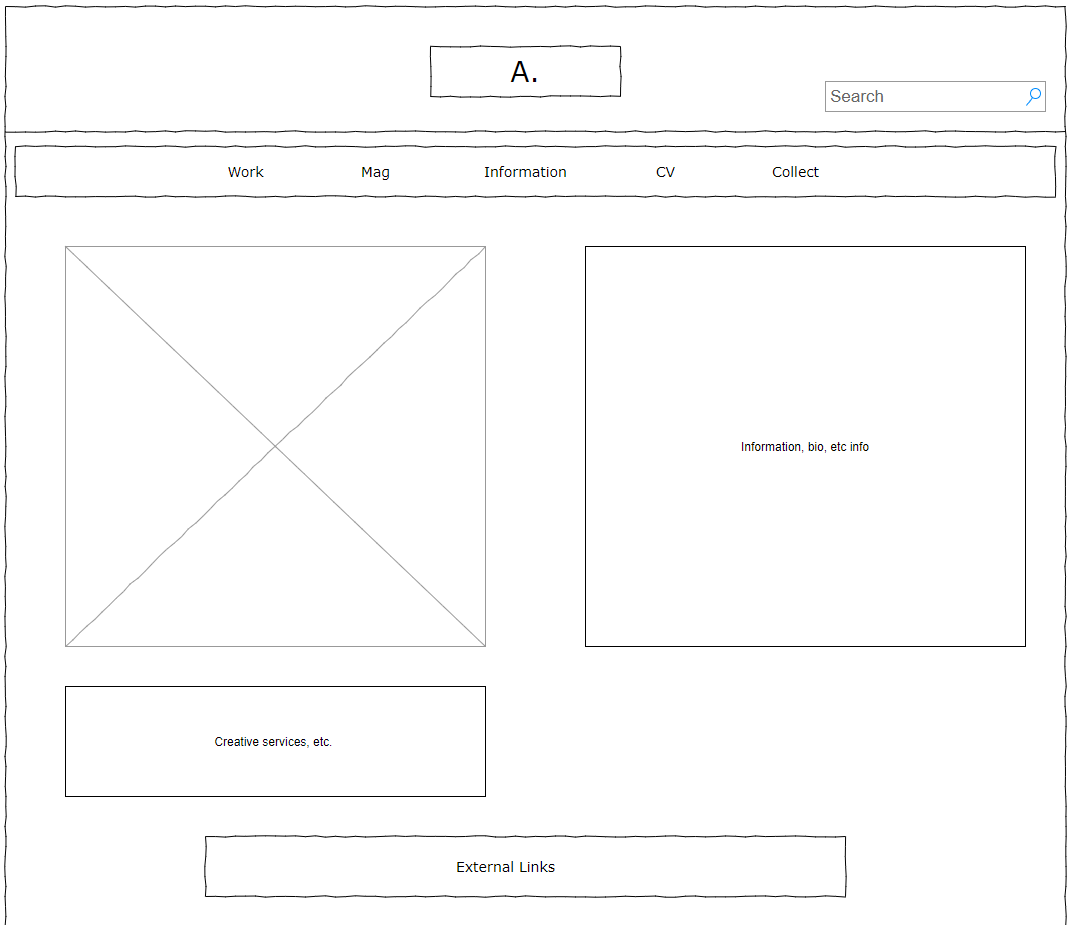 A.
Search
Work Mag Information CV Collect
Information, bio, etc info
Creative services, etc.
External Links